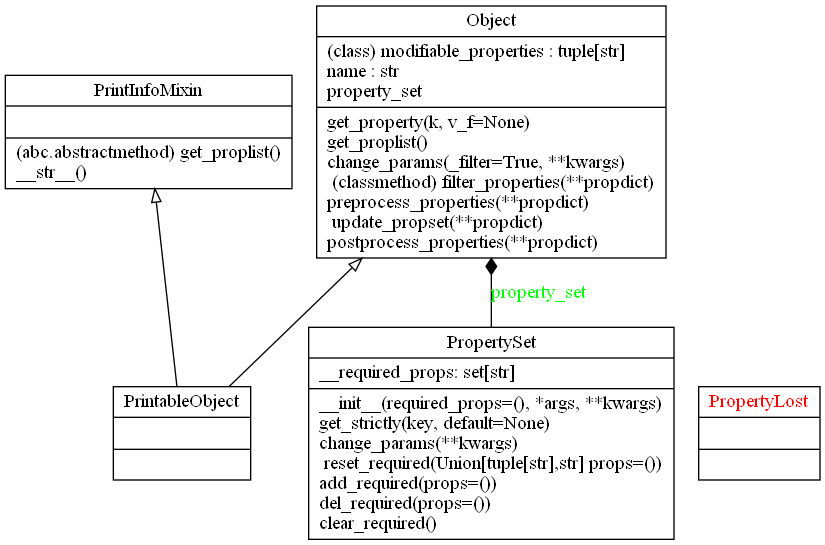 Object
(class) modifiable_properties : tuple[str]
name : str
property_set
get_property(k, v_f=None)
get_proplist()
change_params(_filter=True, **kwargs)
(classmethod) filter_properties(**propdict)
preprocess_properties(**propdict)
update_propset(**propdict)
postprocess_properties(**propdict)
PrintInfoMixin
(abc.abstractmethod) get_proplist()
__str__()
property_set
PrintableObject
PropertySet
__required_props: set[str]
__init__(required_props=(), *args, **kwargs)
get_strictly(key, default=None)
change_params(**kwargs)
reset_required(Union[tuple[str],str] props=())
add_required(props=())
del_required(props=())
clear_required()
PropertyLost